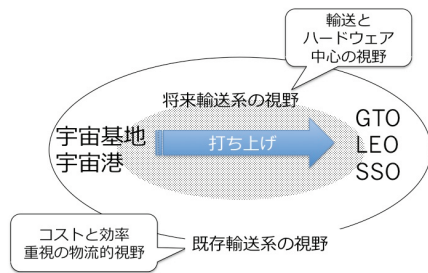 輸送と
ハードウェア
中心の視野
将来輸送系の視野
宇宙基地
宇宙港
打ち上げ
GTO
LEO
SSO
コストと効率
重視の物流的視野
既存輸送系の視野